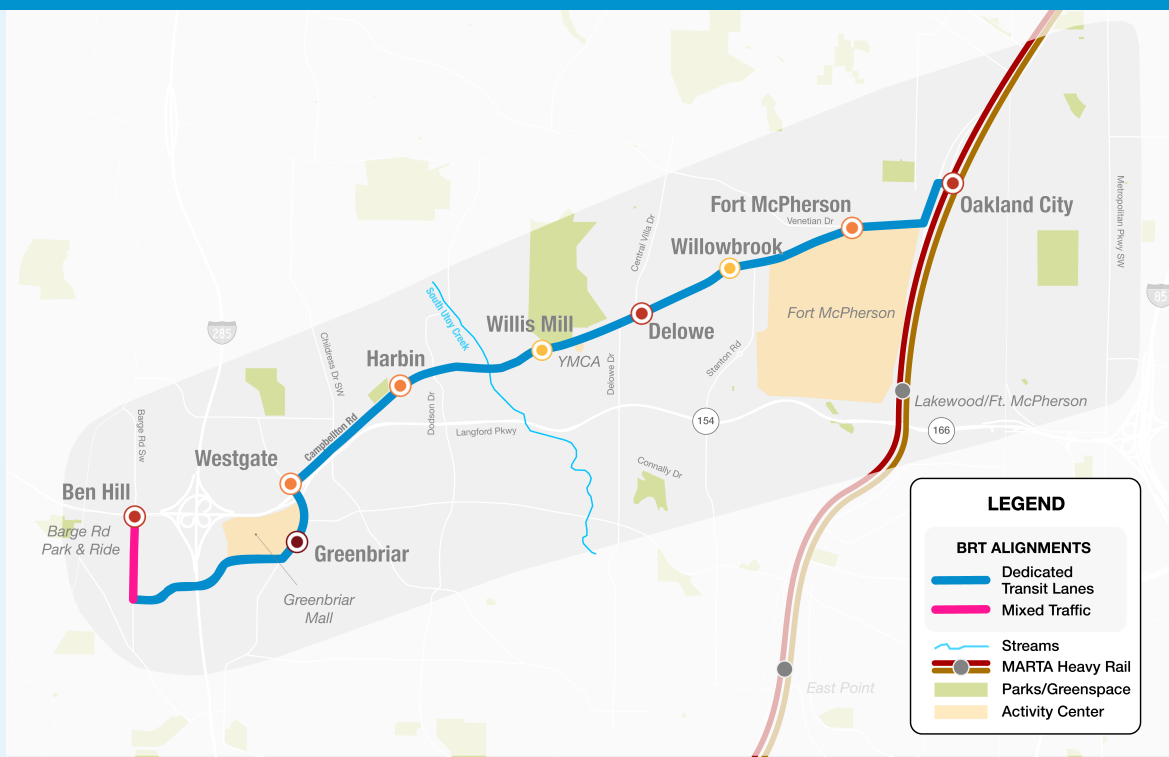 Oakland City
Fort McPherson
Venetian Dr
Metropolitan Pkwy SW
Central Villa Dr
Willowbrook
85
South Utoy Creek
Fort McPherson
285
Willis Mill
Delowe
Childress Dr SW
Harbin
YMCA
Stanton Rd
Delowe Dr
Dodson Dr
Lakewood/Ft. McPherson
Barge Rd Sw
Campbellton Rd
Langford Pkwy
154
166
Westgate
Connally Dr
Ben Hill
Barge Rd
Park & Ride
Greenbriar
Greenbriar
Mall
East Point
LEGEND
BRT ALIGNMENTS
Dedicated
Transit Lanes
Mixed Traffic
Streams
MARTA Heavy Rail
Parks/Greenspace
Activity Center